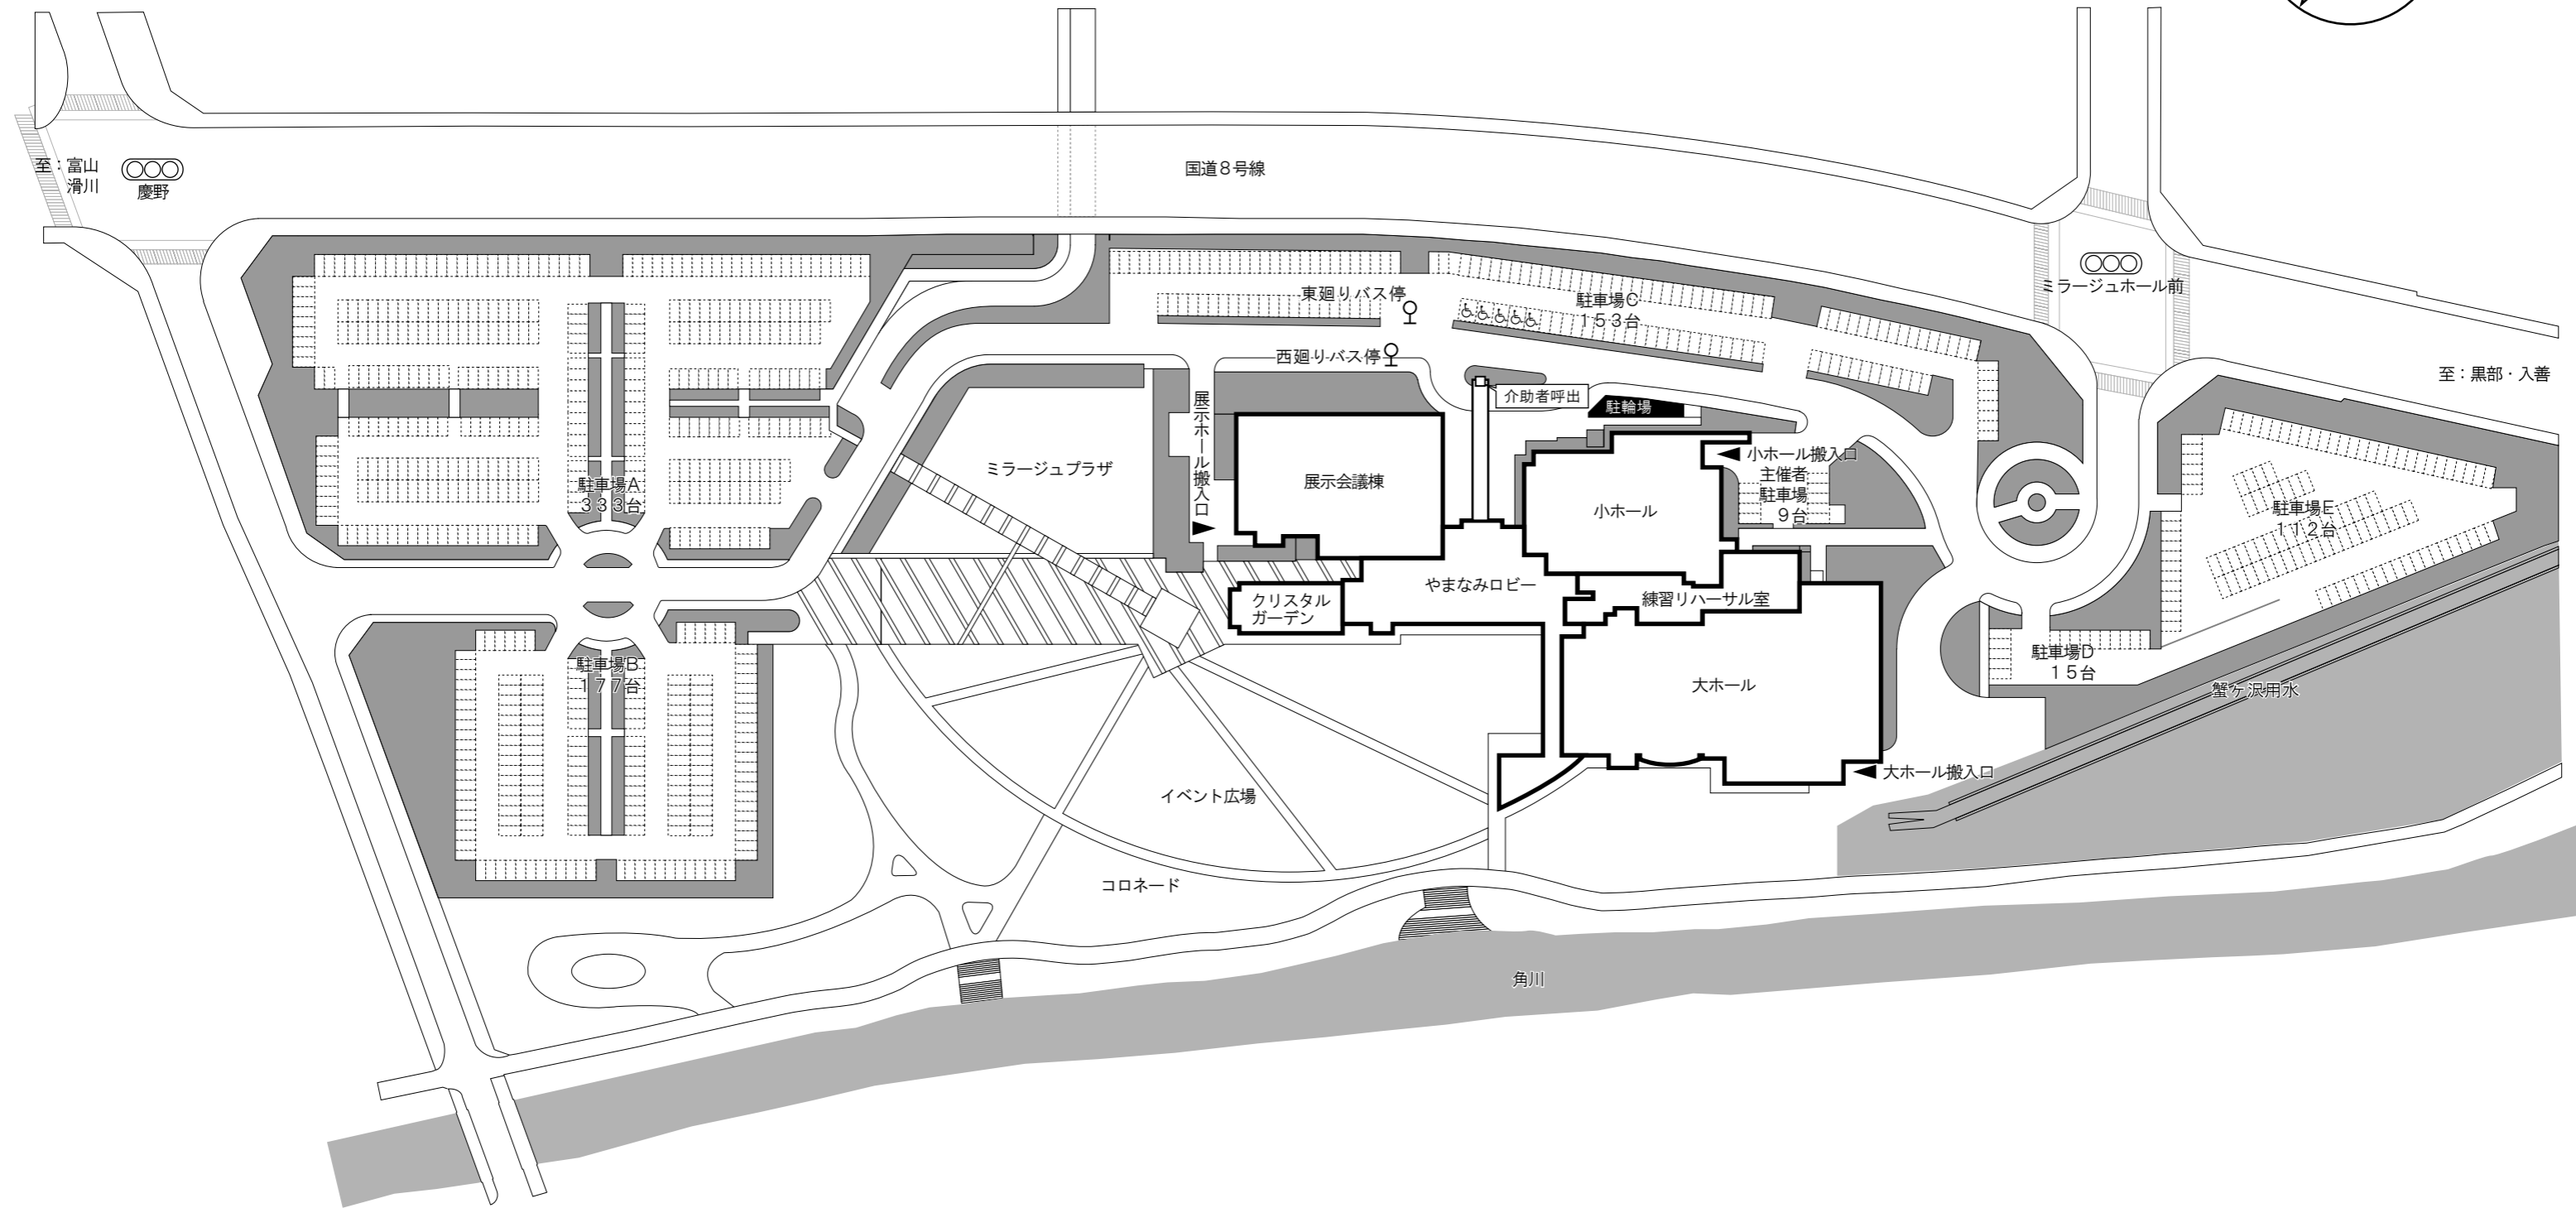 国道８号線
至：富山
滑川
慶野
ミラージュホール前
至：黒部・入善
東廻りバス停
西廻りバス停
駐車場C
１５３台
介助者呼出
駐輪場
展示ホール搬入口
ミラージュプラザ
展示会議棟
小ホール搬入口
主催者
駐車場
９台
小ホール
駐車場A
３３３台
駐車場E
１１２台
やまなみロビー
クリスタル
ガーデン
練習リハーサル室
駐車場B
１７７台
大ホール
駐車場D
１５台
蟹ヶ沢用水
大ホール搬入口
イベント広場
コロネード
角川